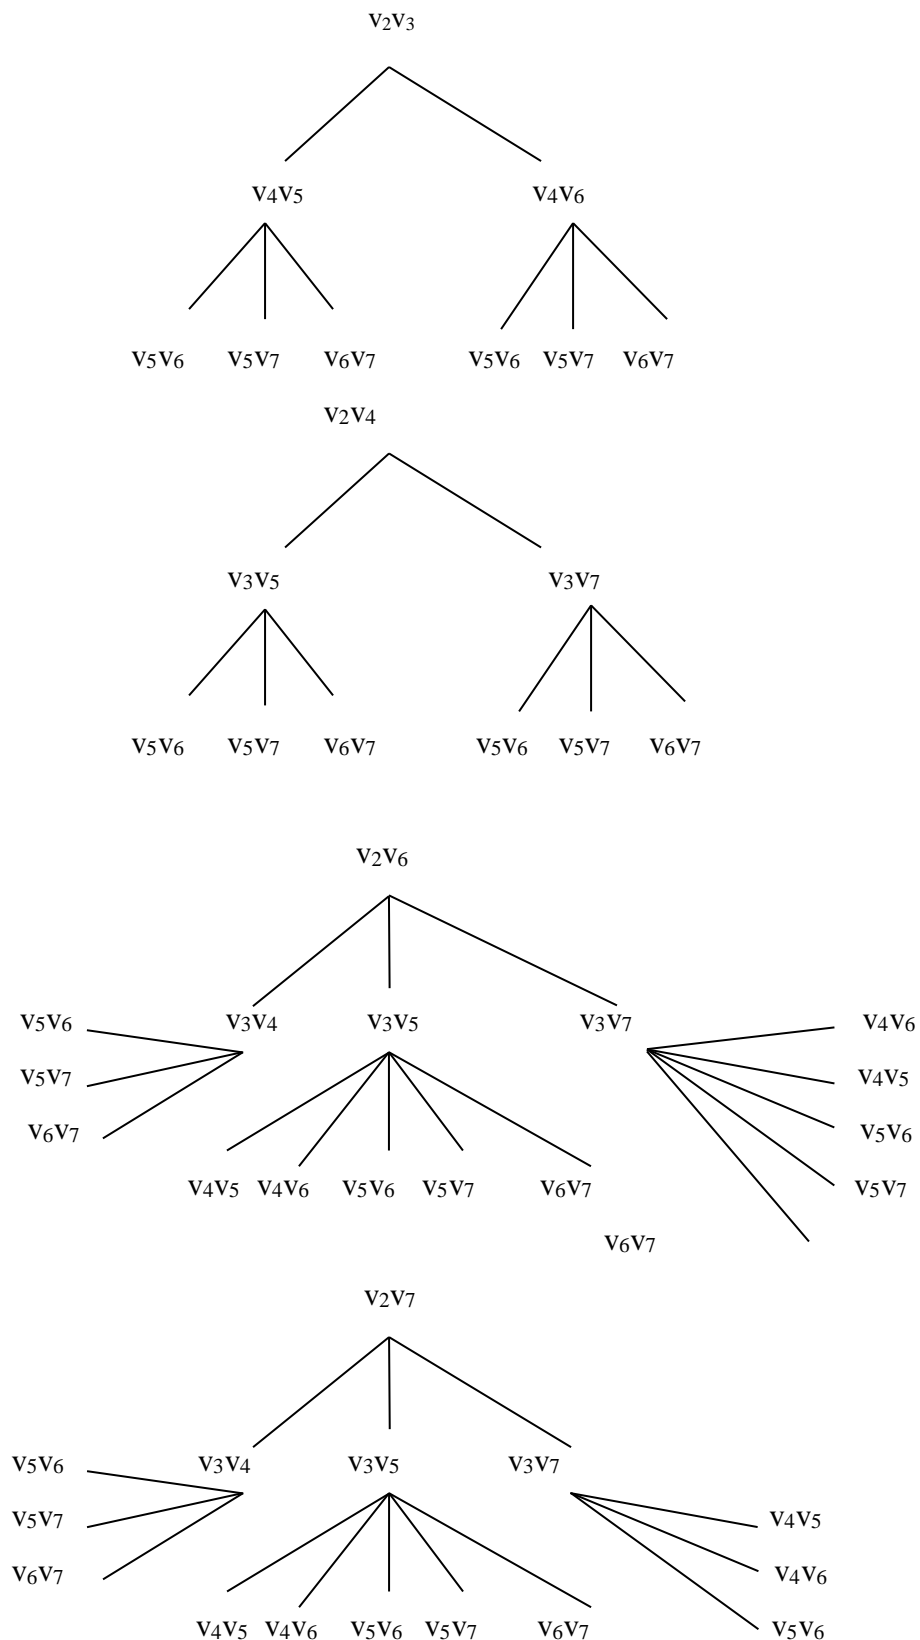 v₂v₃
v₄v₅ v₄v₆
v₅v₆ v₅v₇ v₆v₇ v₅v₆ v₅v₇ v₆v₇
v₂v₄
v₃v₅ v₃v₇
v₅v₆ v₅v₇ v₆v₇ v₅v₆ v₅v₇ v₆v₇
v₂v₆
v₅v₆ v₃v₄ v₃v₅ v₃v₇ v₄v₆
v₅v₇ v₄v₅
v₆v₇ v₅v₆
v₄v₅ v₄v₆ v₅v₆ v₅v₇ v₆v₇ v₅v₇
v₆v₇
v₂v₇
v₅v₆ v₃v₄ v₃v₅ v₃v₇
v₅v₇ v₄v₅
v₆v₇ v₄v₆
v₄v₅ v₄v₆ v₅v₆ v₅v₇ v₆v₇ v₅v₆